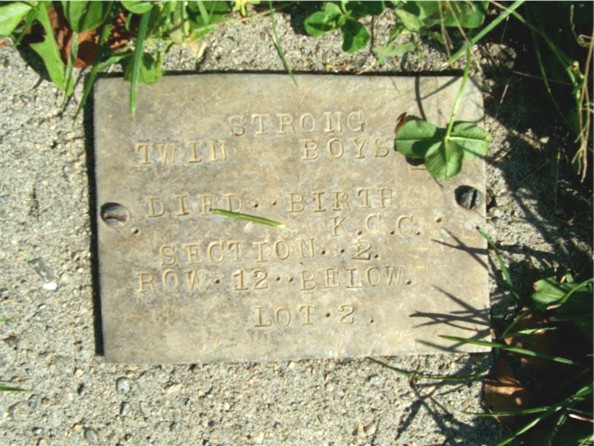 STRONG
TWIN BOYS
DIED..BIRTH
. K.C.C..
SECTION..2.
ROW.12..BELOW.
LOT.2.